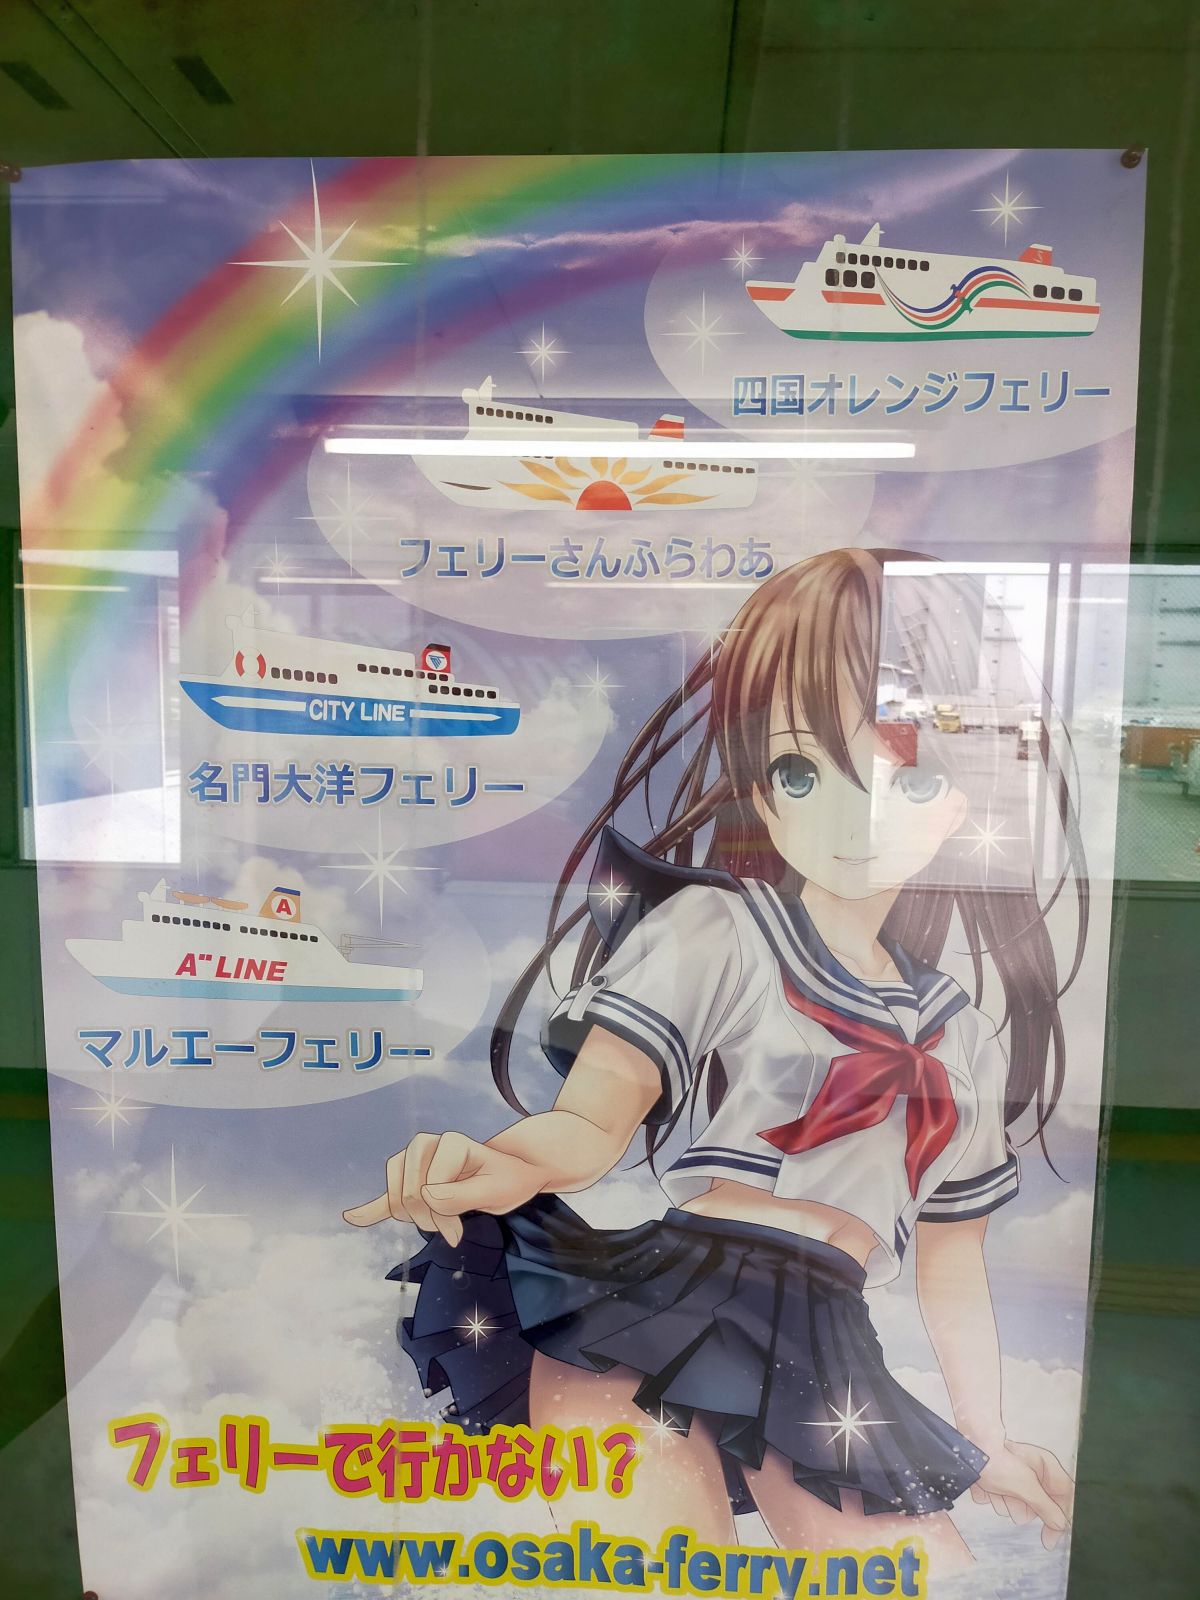 四国オレンジフェリー
フェリーさんふらわあ
CITY LINE
名門大洋フェリー
A
A" LINE
マルエーフェリー
フェリーで行かない?
www.osaka-ferry.net